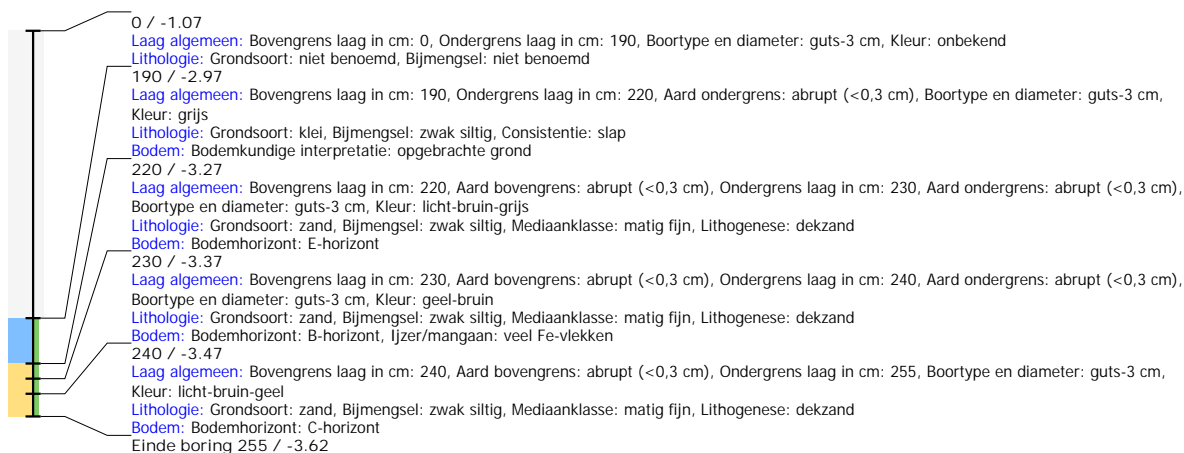 0 / -1.07
Laag algemeen: Bovengrens laag in cm: 0, Ondergrens laag in cm: 190, Boortype en diameter: guts-3 cm, Kleur: onbekend
Lithologie: Grondsoort: niet benoemd, Bijmengsel: niet benoemd
190 / -2.97
Laag algemeen: Bovengrens laag in cm: 190, Ondergrens laag in cm: 220, Aard ondergrens: abrupt (<0,3 cm), Boortype en diameter: guts-3 cm,
Kleur: grijs
Lithologie: Grondsoort: klei, Bijmengsel: zwak siltig, Consistentie: slap
Bodem: Bodemkundige interpretatie: opgebrachte grond
220 / -3.27
Laag algemeen: Bovengrens laag in cm: 220, Aard bovengrens: abrupt (<0,3 cm), Ondergrens laag in cm: 230, Aard ondergrens: abrupt (<0,3 cm),
Boortype en diameter: guts-3 cm, Kleur: licht-bruin-grijs
Lithologie: Grondsoort: zand, Bijmengsel: zwak siltig, Mediaanklasse: matig fijn, Lithogenese: dekzand
Bodem: Bodemhorizont: E-horizont
230 / -3.37
Laag algemeen: Bovengrens laag in cm: 230, Aard bovengrens: abrupt (<0,3 cm), Ondergrens laag in cm: 240, Aard ondergrens: abrupt (<0,3 cm),
Boortype en diameter: guts-3 cm, Kleur: geel-bruin
Lithologie: Grondsoort: zand, Bijmengsel: zwak siltig, Mediaanklasse: matig fijn, Lithogenese: dekzand
Bodem: Bodemhorizont: B-horizont, Ijzer/mangaan: veel Fe-vlekken
240 / -3.47
Laag algemeen: Bovengrens laag in cm: 240, Aard bovengrens: abrupt (<0,3 cm), Ondergrens laag in cm: 255, Boortype en diameter: guts-3 cm,
Kleur: licht-bruin-geel
Lithologie: Grondsoort: zand, Bijmengsel: zwak siltig, Mediaanklasse: matig fijn, Lithogenese: dekzand
Bodem: Bodemhorizont: C-horizont
Einde boring 255 / -3.62